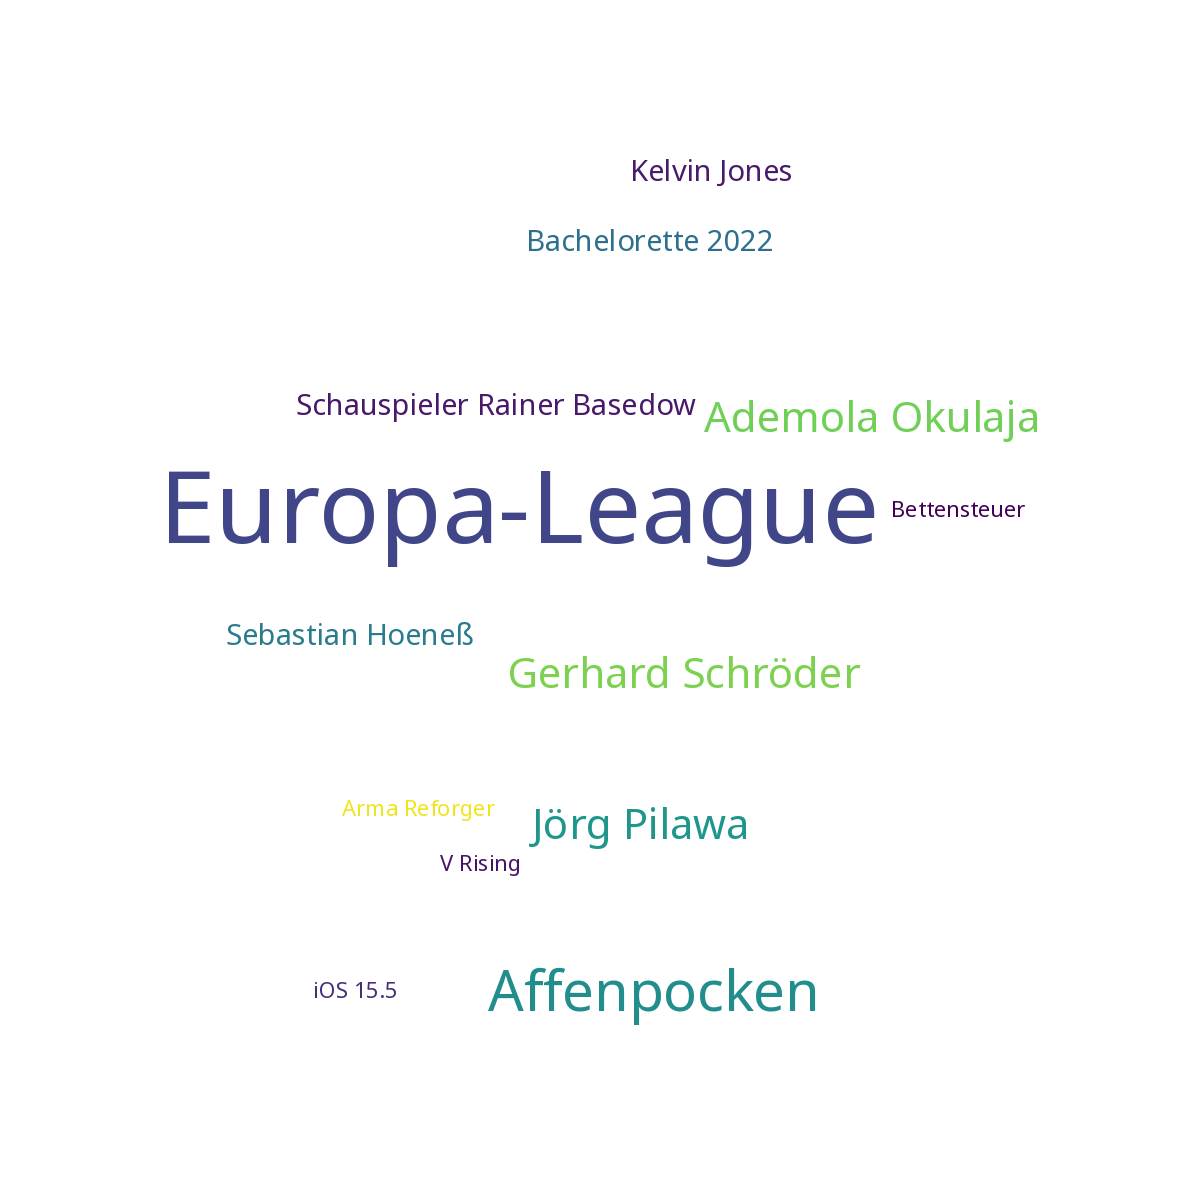 Kelvin Jones
Bachelorette 2022
Schauspieler Rainer Basedow
Ademola Okulaja
Europa-League
Bettensteuer
Sebastian Hoeneß
Gerhard Schröder
Arma Reforger
Jörg Pilawa
V Rising
iOS 15.5
Affenpocken